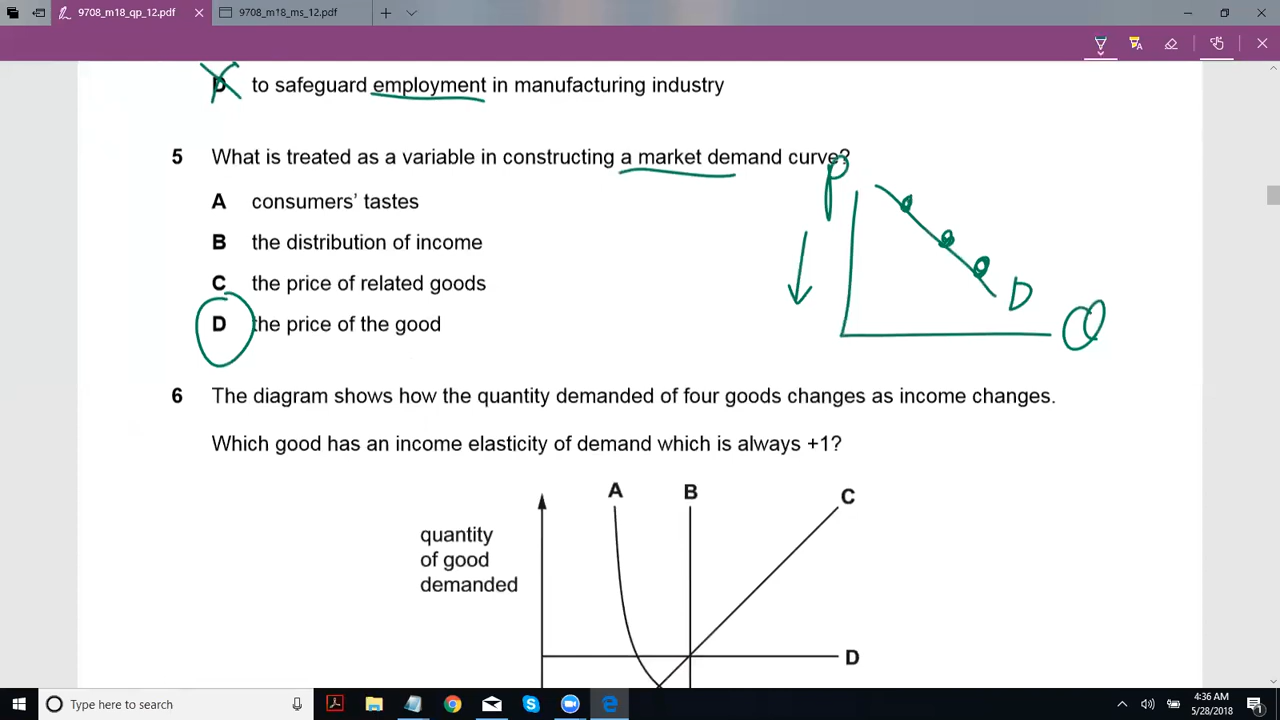 9708_m18_qp_12.pdf
9708_m18_ms_12.pdf
D to safeguard employment in manufacturing industry
5 What is treated as a variable in constructing a market demand curve?
A consumers' tastes
B the distribution of income
C the price of related goods
D the price of the good
P
D
Q
6 The diagram shows how the quantity demanded of four goods changes as income changes.
Which good has an income elasticity of demand which is always +1?
A B C
quantity
of good
demanded
D
Type here to search
4:36 AM
5/28/2018